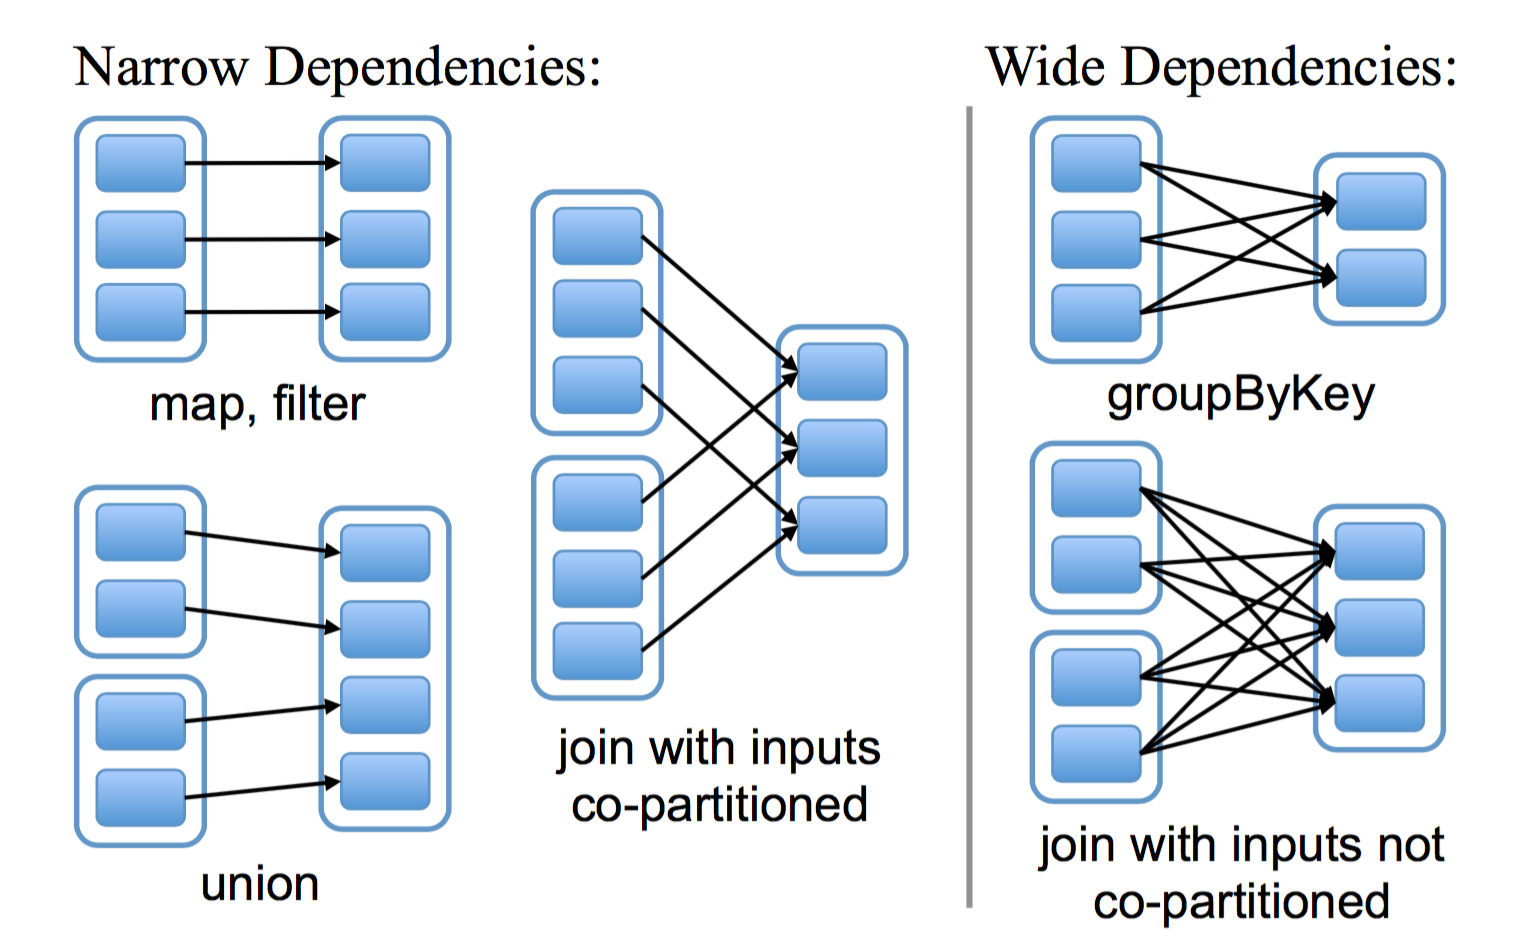 Narrow Dependencies:
Wide Dependencies:
map, filter
union
join with inputs
co-partitioned
groupByKey
join with inputs not
co-partitioned